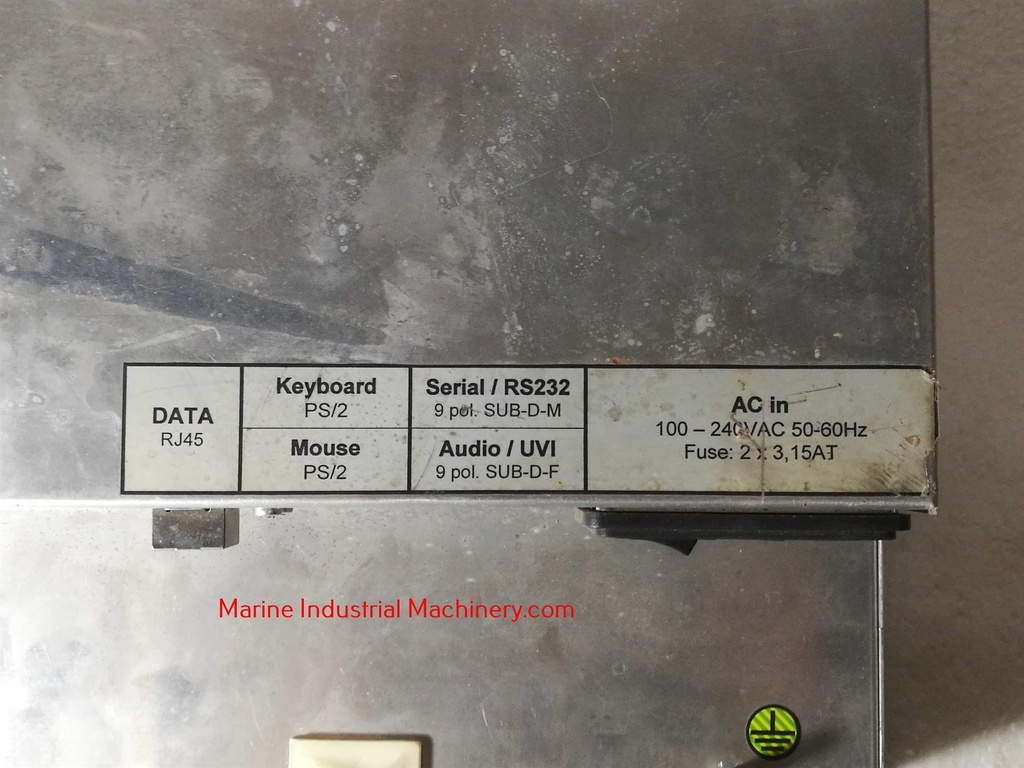 DATA
RJ45
Keyboard
PS/2
Mouse
PS/2
Serial / RS232
9 pol. SUB-D-M
Audio / UVI
9 pol. SUB-D-F
AC in
100 – 240VAC 50-60Hz
Fuse: 2 x 3,15AT
Marine Industrial Machinery.com